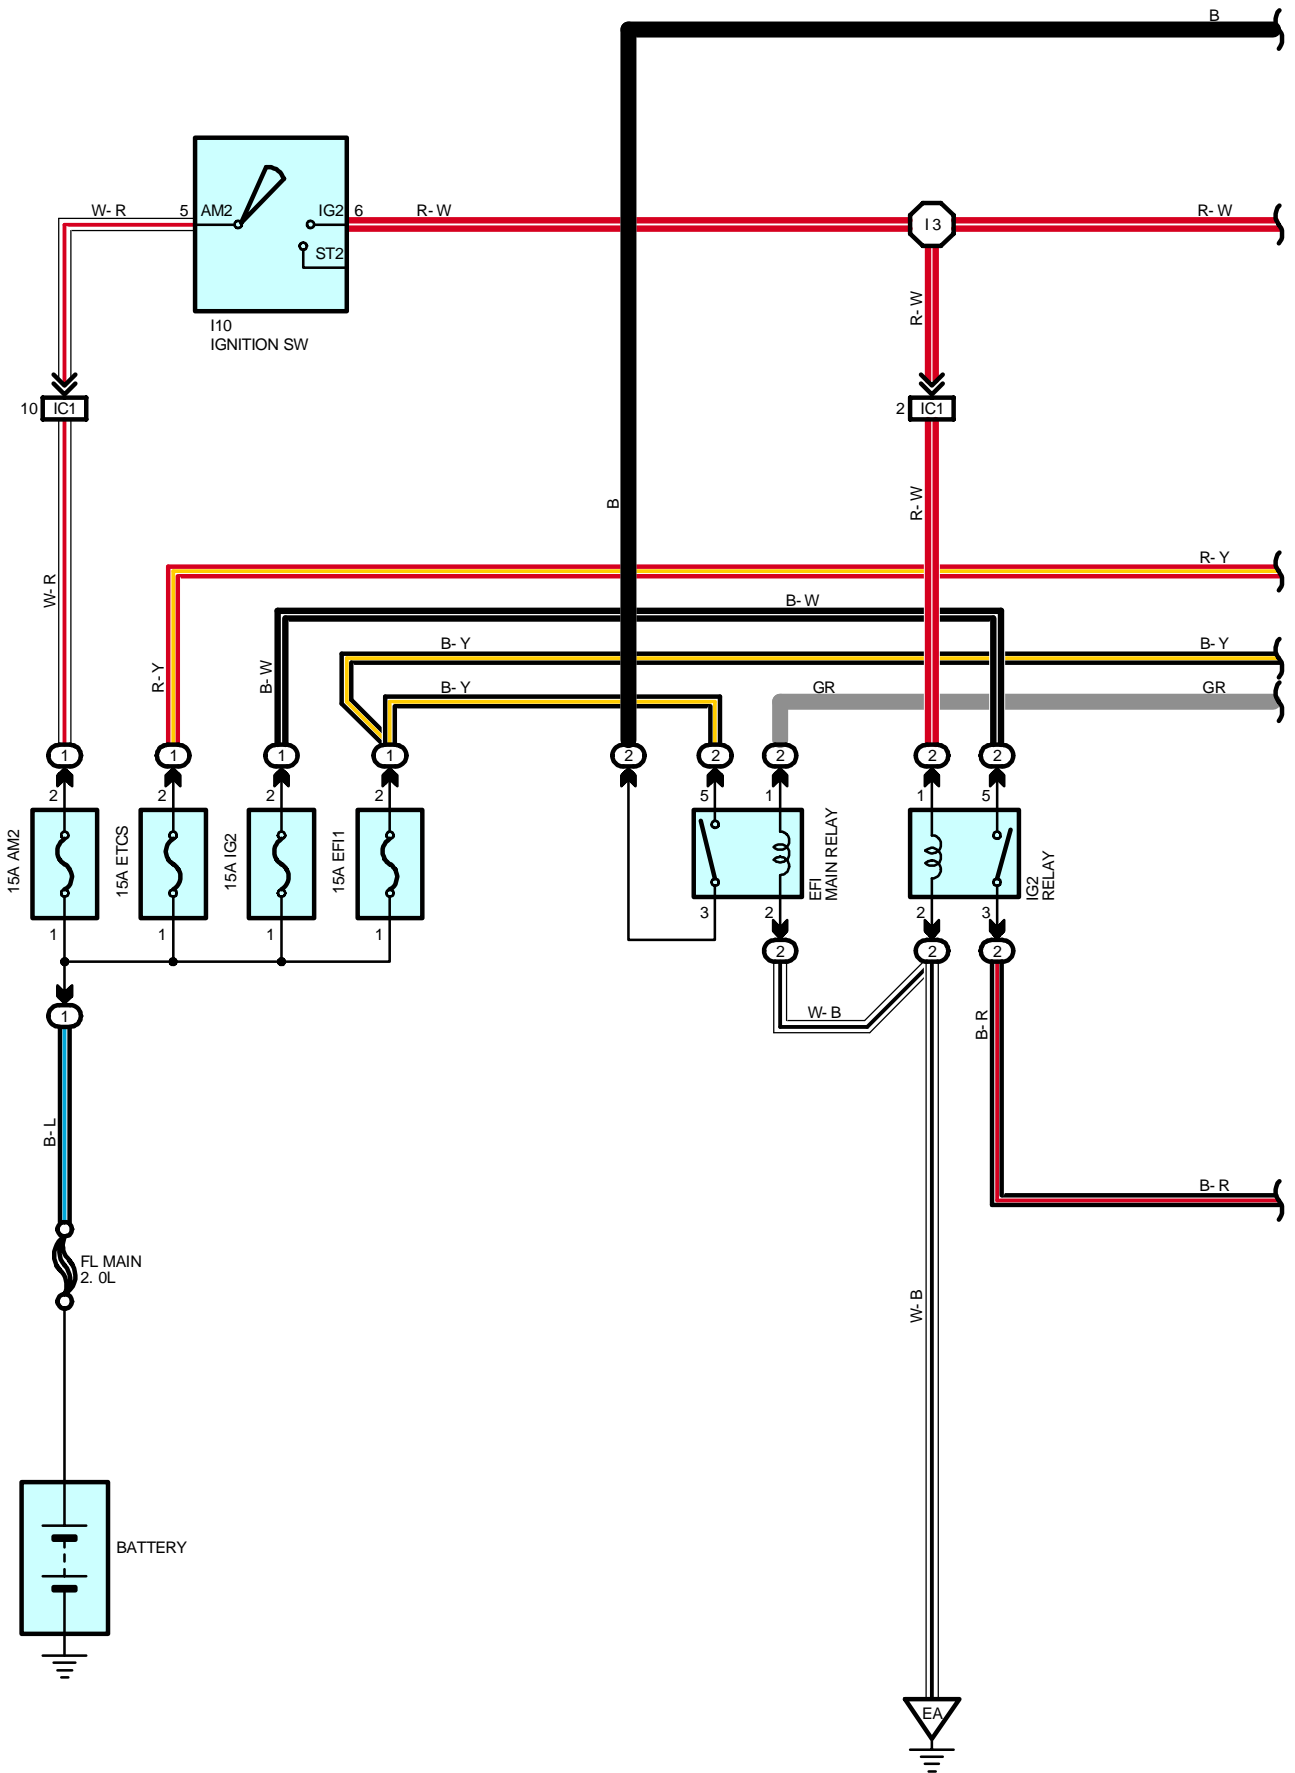 B
W-R
5
AM2
IG2
6
R-W
I3
R-W
ST2
I10
IGNITION SW
R-W
10
IC1
2
IC1
B
R-W
W-R
R-Y
B-W
B-Y
B-Y
R-Y
B-W
B-Y
GR
GR
1
1
1
1
2
2
2
2
2
2
2
2
2
5
1
1
5
15A AM2
15A ETCS
15A IG2
15A EFI1
EFI
MAIN RELAY
IG2
RELAY
1
1
1
1
3
2
2
3
2
2
2
1
W-B
B-R
B-L
B-R
FL MAIN
2. 0L
W-B
BATTERY
EA